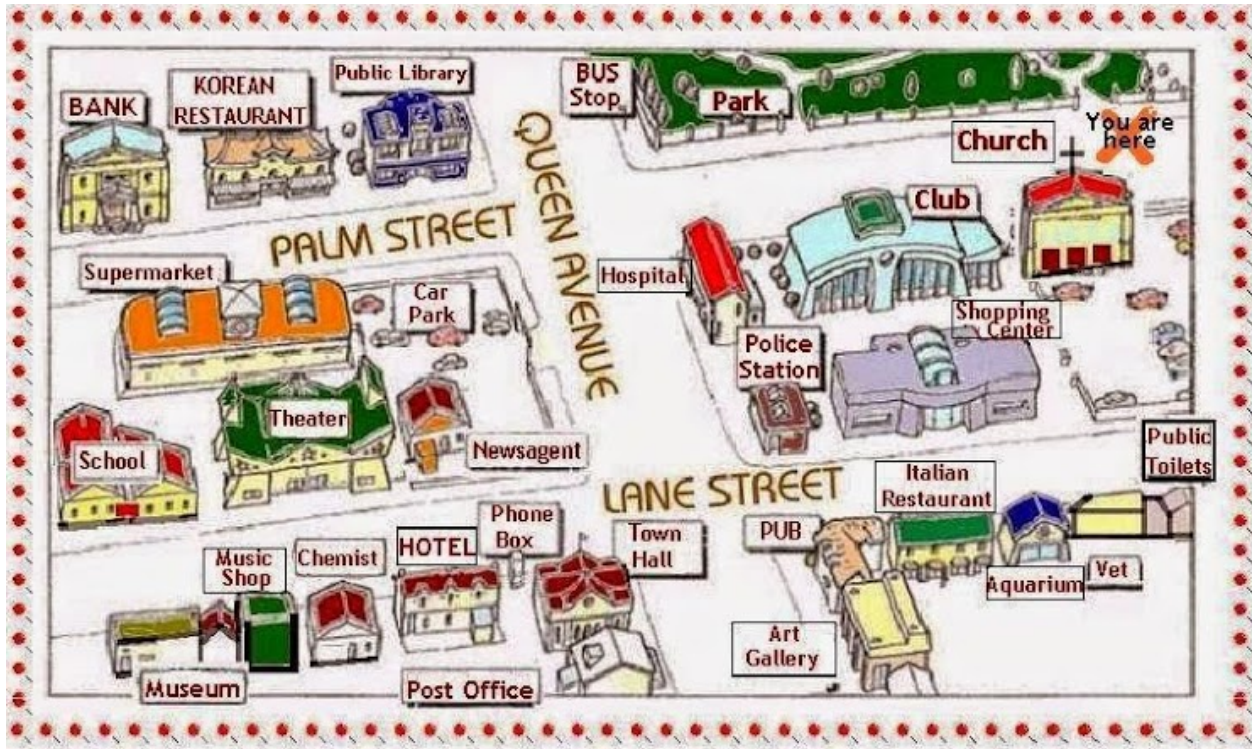 BANK
KOREAN
RESTAURANT
Public Library
QUEEN AVENUE
BUS
Stop
Park
You are
here
Church
PALM STREET
Club
Supermarket
Car
Park
Hospital
Shopping
Center
Police
Station
Theater
School
Newsagent
Public
Toilets
LANE STREET
Italian
Restaurant
Phone
Box
PUB
Town
Hall
HOTEL
Music
Shop
Chemist
Aquarium
Vet
Art
Gallery
Museum
Post Office